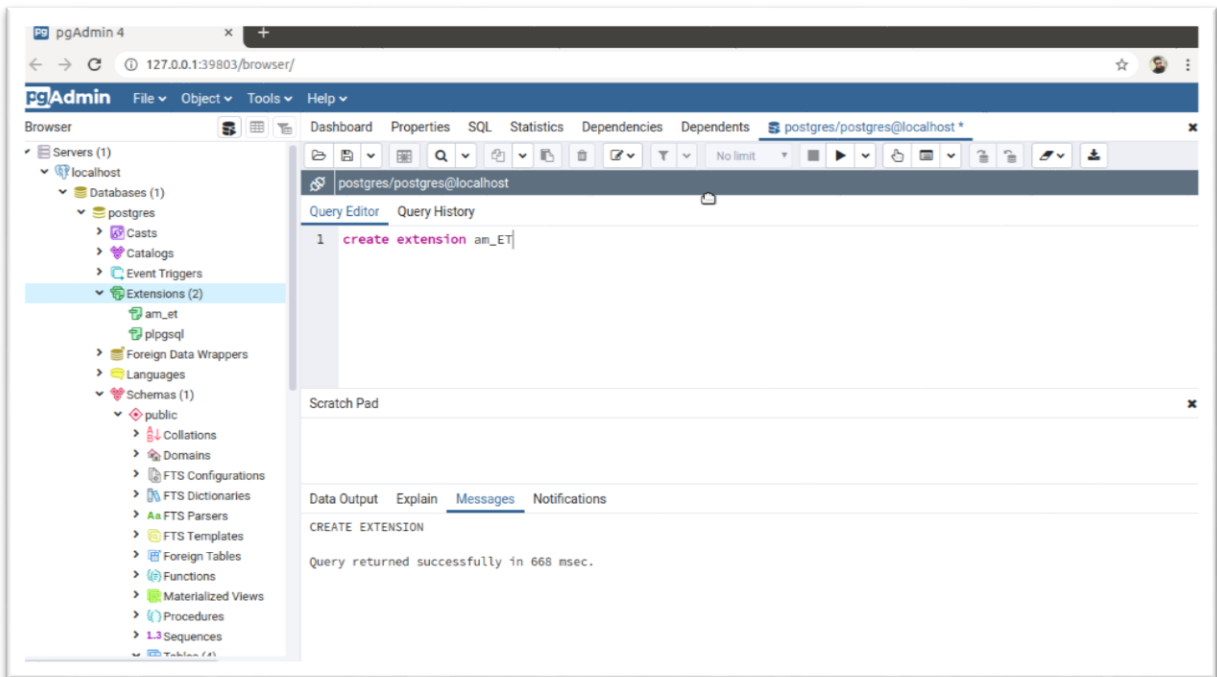 pgAdmin 4
127.0.0.1:39803/browser/
pgAdmin File Object Tools Help
Browser
Dashboard Properties SQL Statistics Dependencies Dependents postgres/postgres@localhost *
Servers (1)
localhost
Databases (1)
postgres
Casts
Catalogs
Event Triggers
Extensions (2)
am_et
plpgsql
Foreign Data Wrappers
Languages
Schemas (1)
public
Collations
Domains
FTS Configurations
FTS Dictionaries
FTS Parsers
FTS Templates
Foreign Tables
Functions
Materialized Views
Procedures
Sequences
Tables (4)
No limit
postgres/postgres@localhost
Query Editor Query History
1 create extension am_ET
Scratch Pad
Data Output Explain Messages Notifications
CREATE EXTENSION
Query returned successfully in 668 msec.